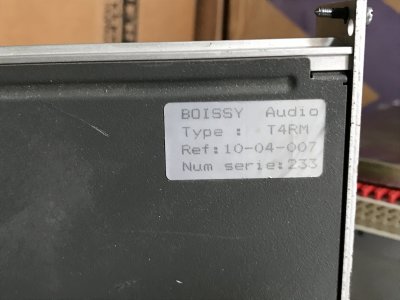 BOISSY Audio
Type : T4RM
Ref:10-04-007
Num serie:233